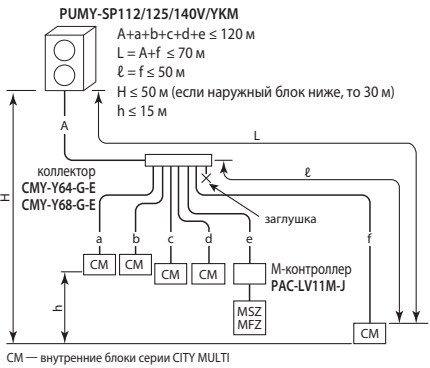 PUMY-SP112/125/140V/YKM
A+a+b+c+d+e ≤ 120 м
L = A+f ≤ 70 м
ℓ = f ≤ 50 м
H ≤ 50 м (если наружный блок ниже, то 30 м)
h ≤ 15 м
A
L
H
коллектор
CMY-Y64-G-E
CMY-Y68-G-E
ℓ
заглушка
a b c d e f
CM CM CM CM
М-контроллер
PAC-LV11M-J
h
MSZ
MFZ
CM
CM — внутренние блоки серии CITY MULTI